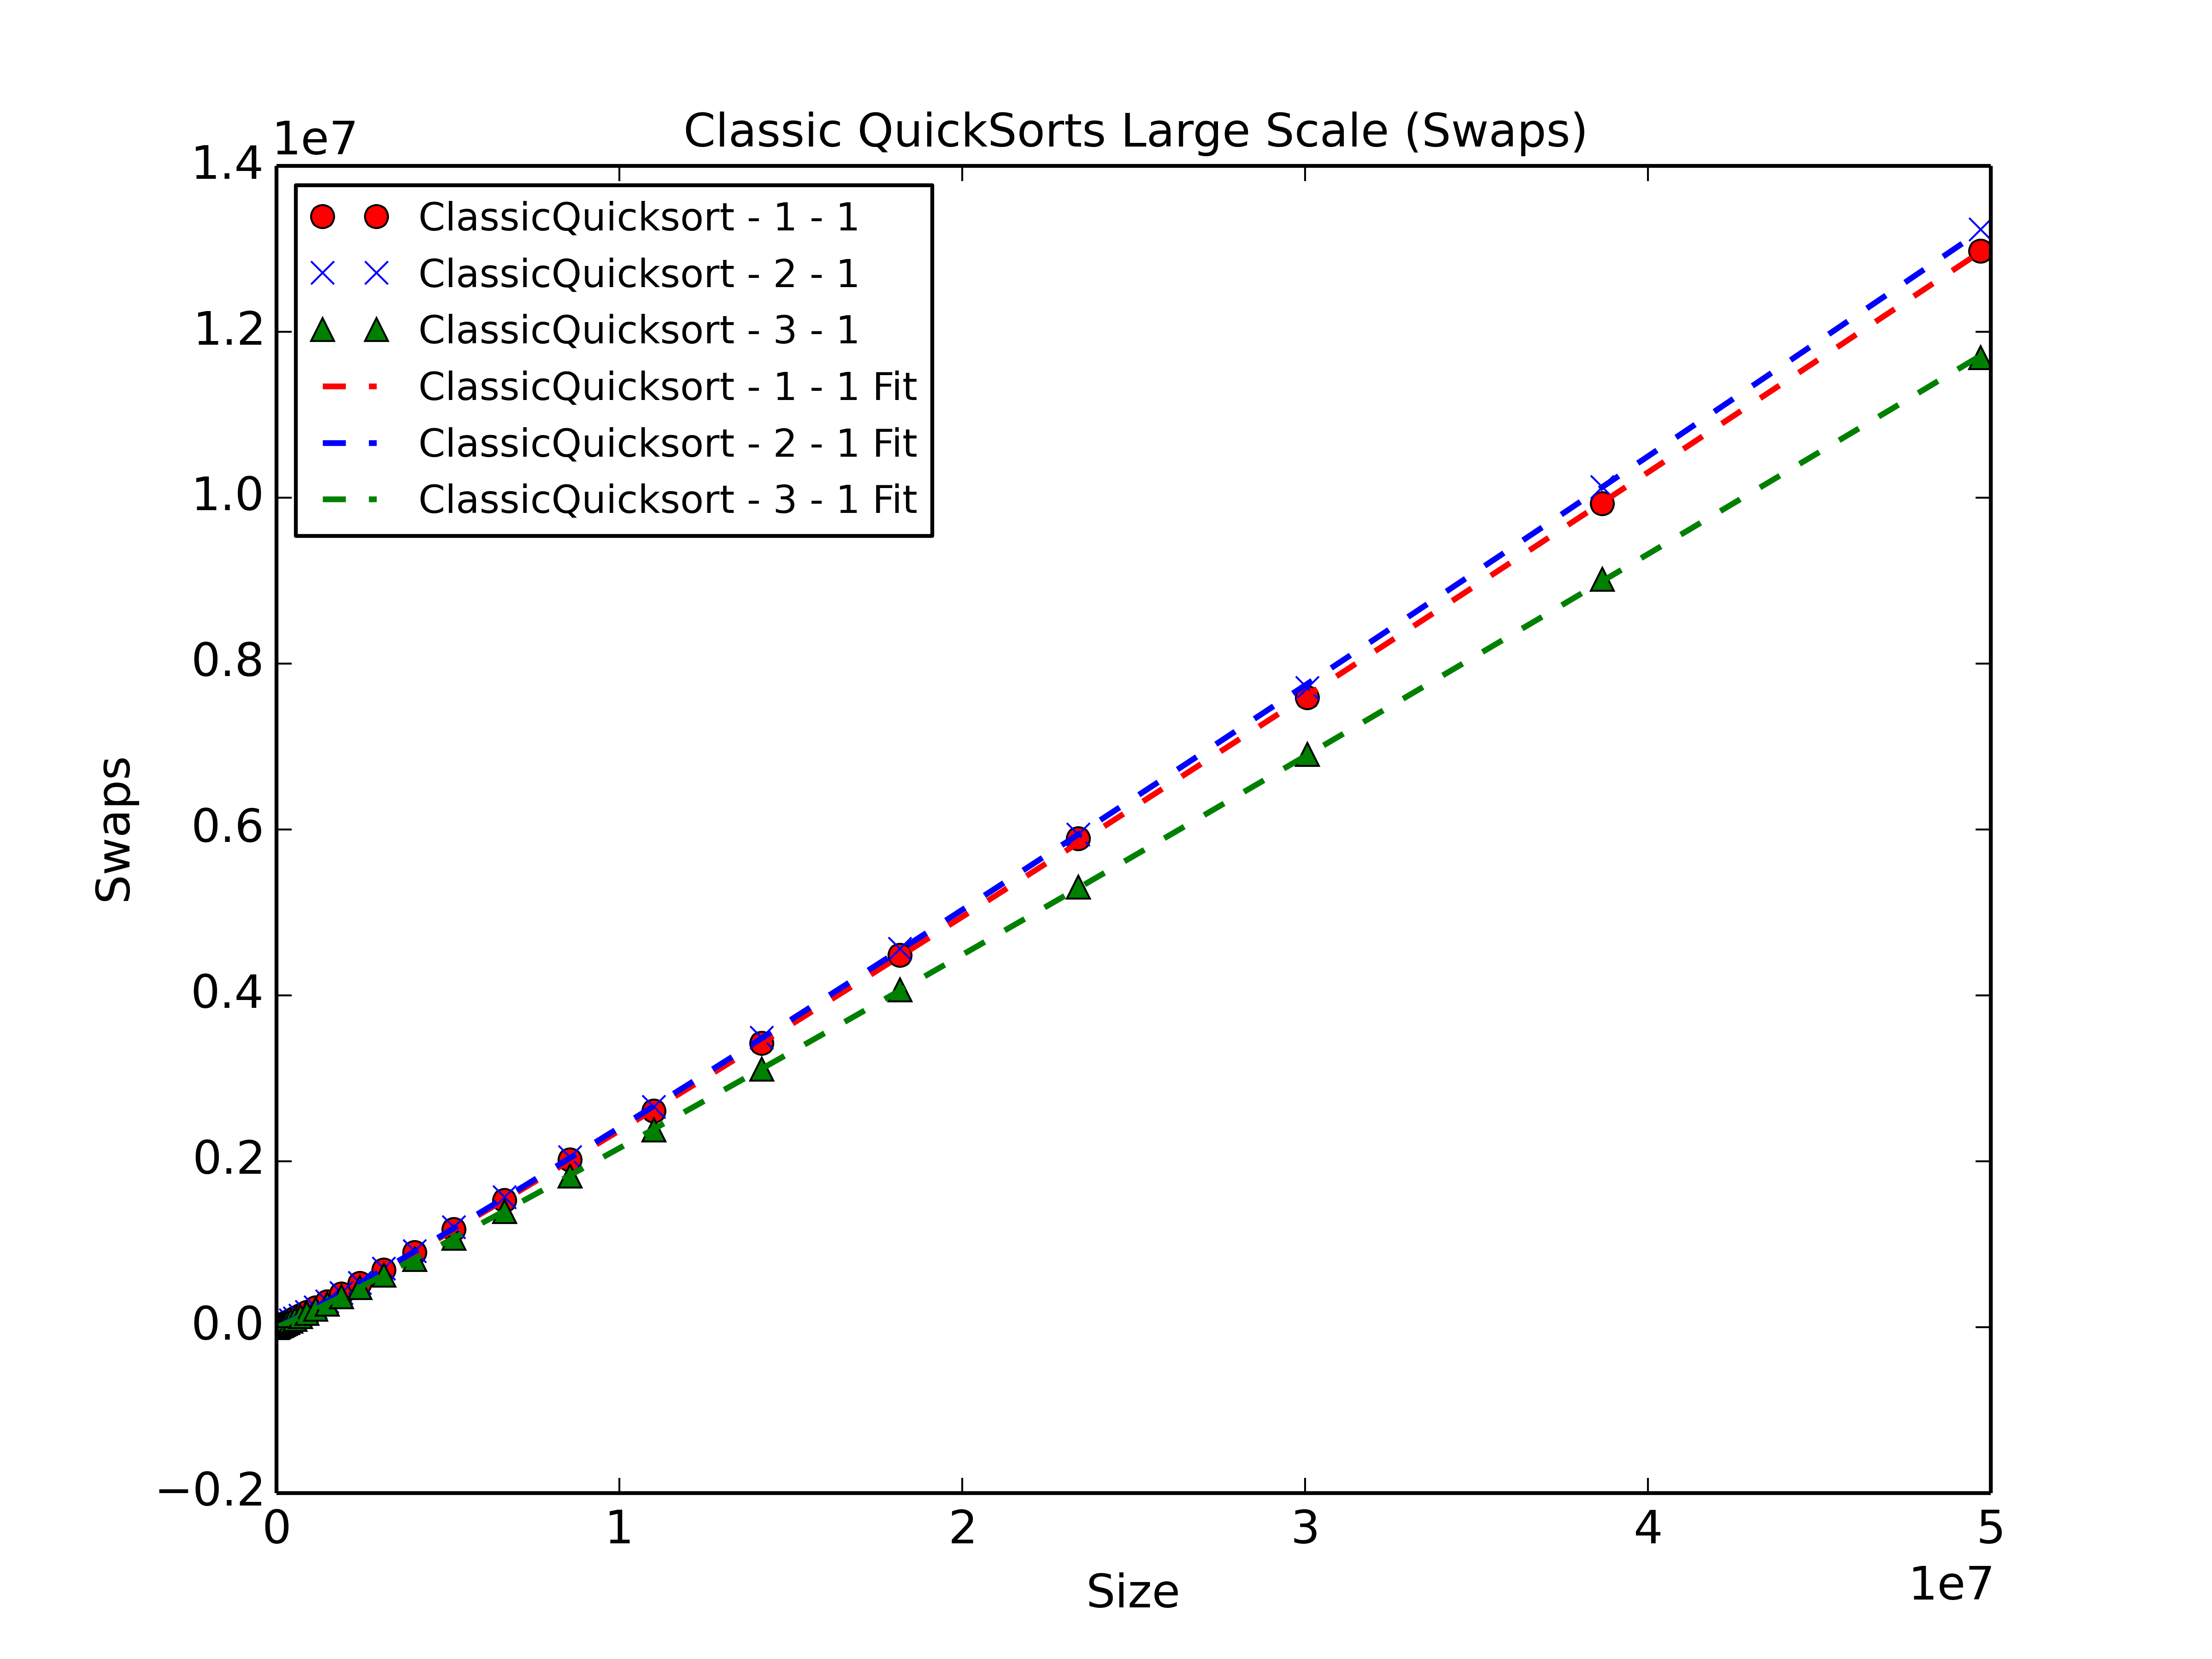 Classic QuickSorts Large Scale (Swaps)
1e7
1.4
1.2
1.0
0.8
0.6
0.4
0.2
0.0
−0.2
Swaps
ClassicQuicksort - 1 - 1
ClassicQuicksort - 2 - 1
ClassicQuicksort - 3 - 1
ClassicQuicksort - 1 - 1 Fit
ClassicQuicksort - 2 - 1 Fit
ClassicQuicksort - 3 - 1 Fit
0 1 2 3 4 5
Size
1e7